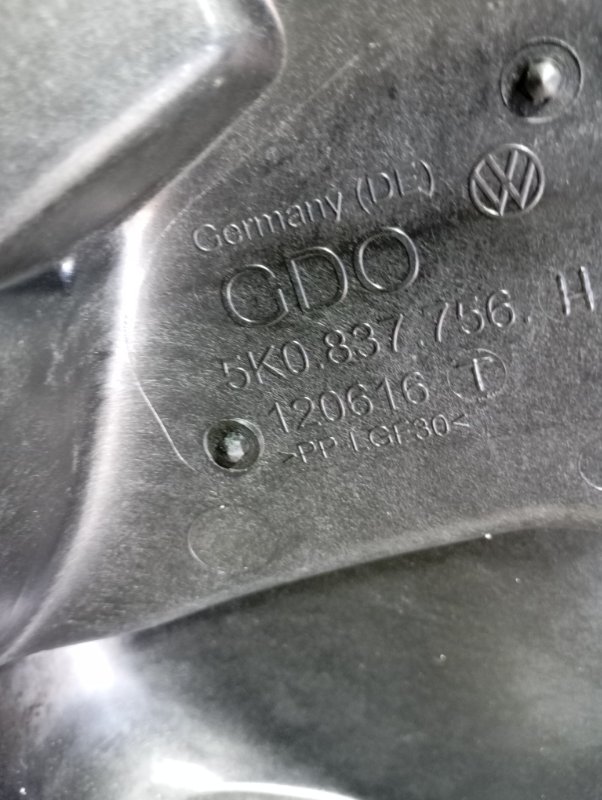 Germany (DE)
GDO
5K0.837.756. H
120616 T
>PP LGF30<